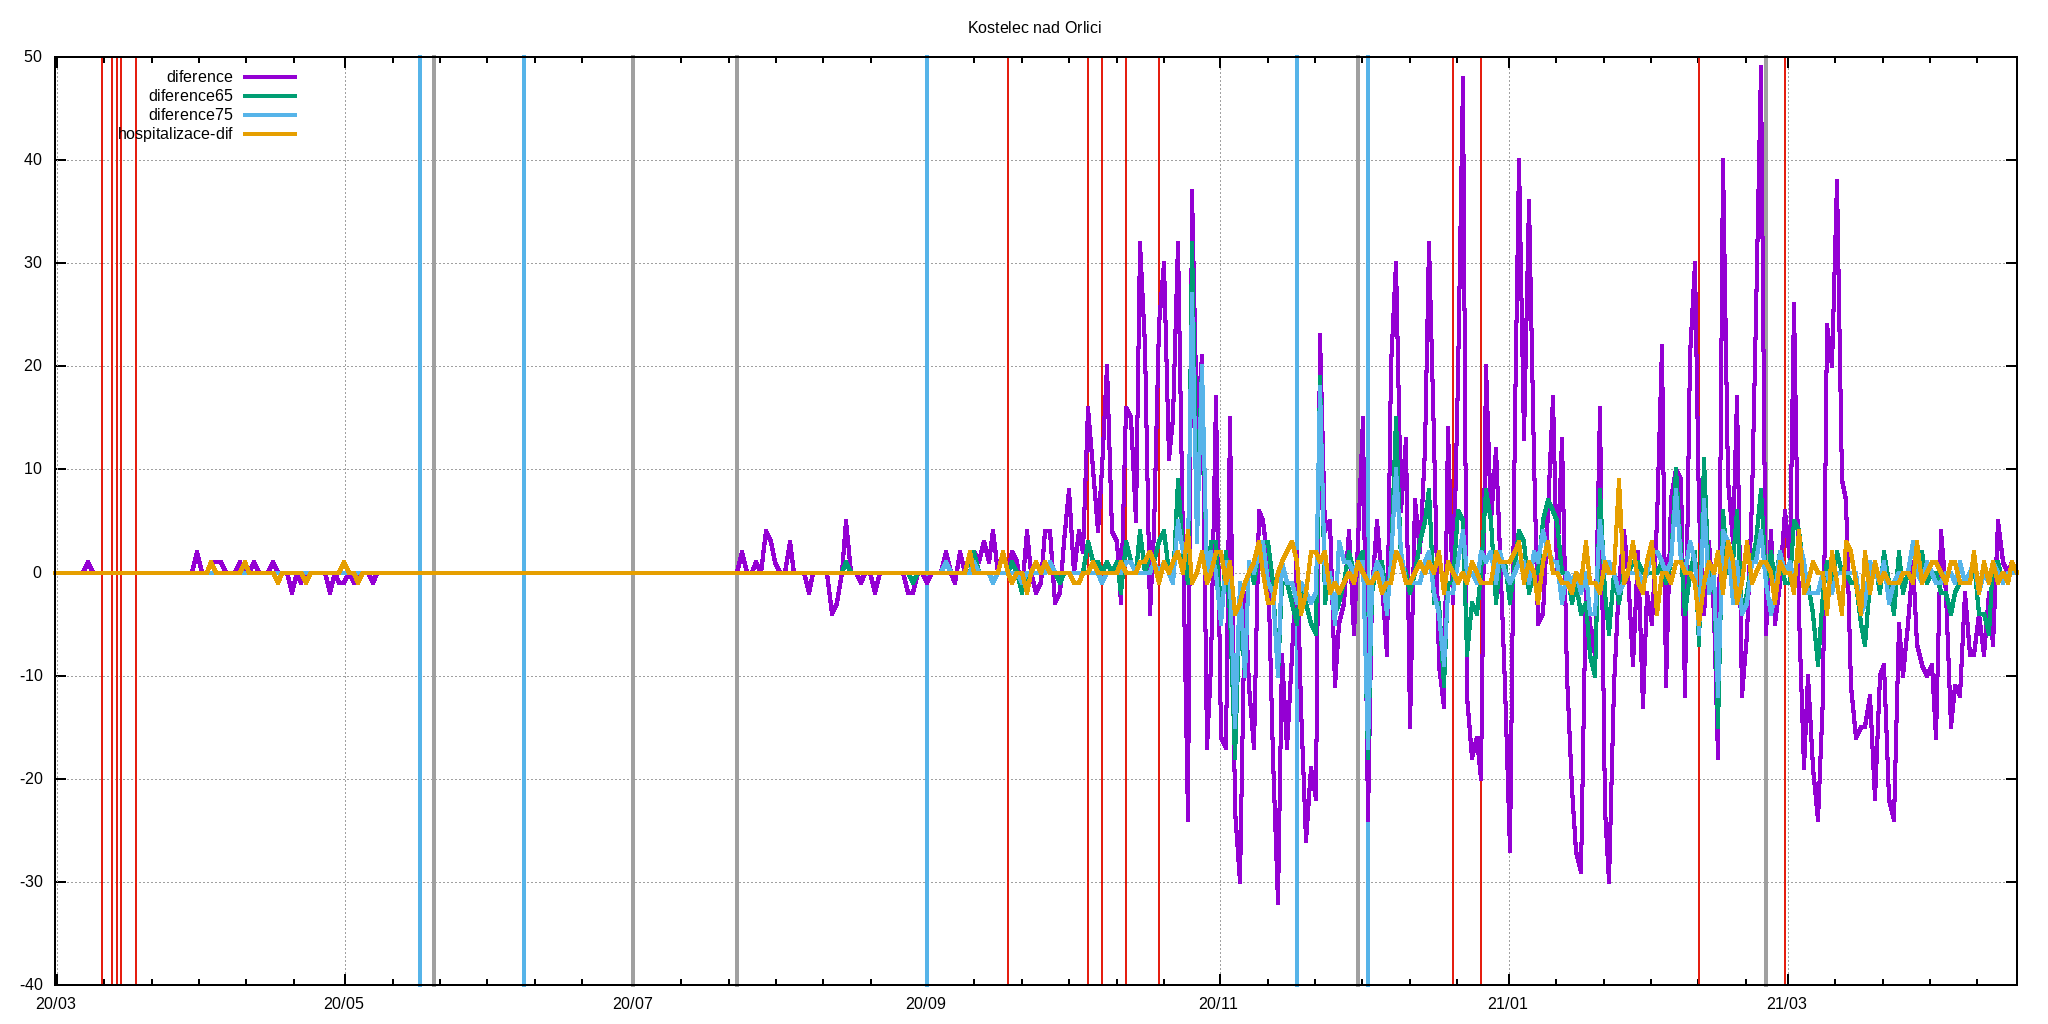 Kostelec nad Orlici
50
40
30
20
10
0
-10
-20
-30
-40
diference
diference65
diference75
hospitalizace-dif
20/03 20/05 20/07 20/09 20/11 21/01 21/03